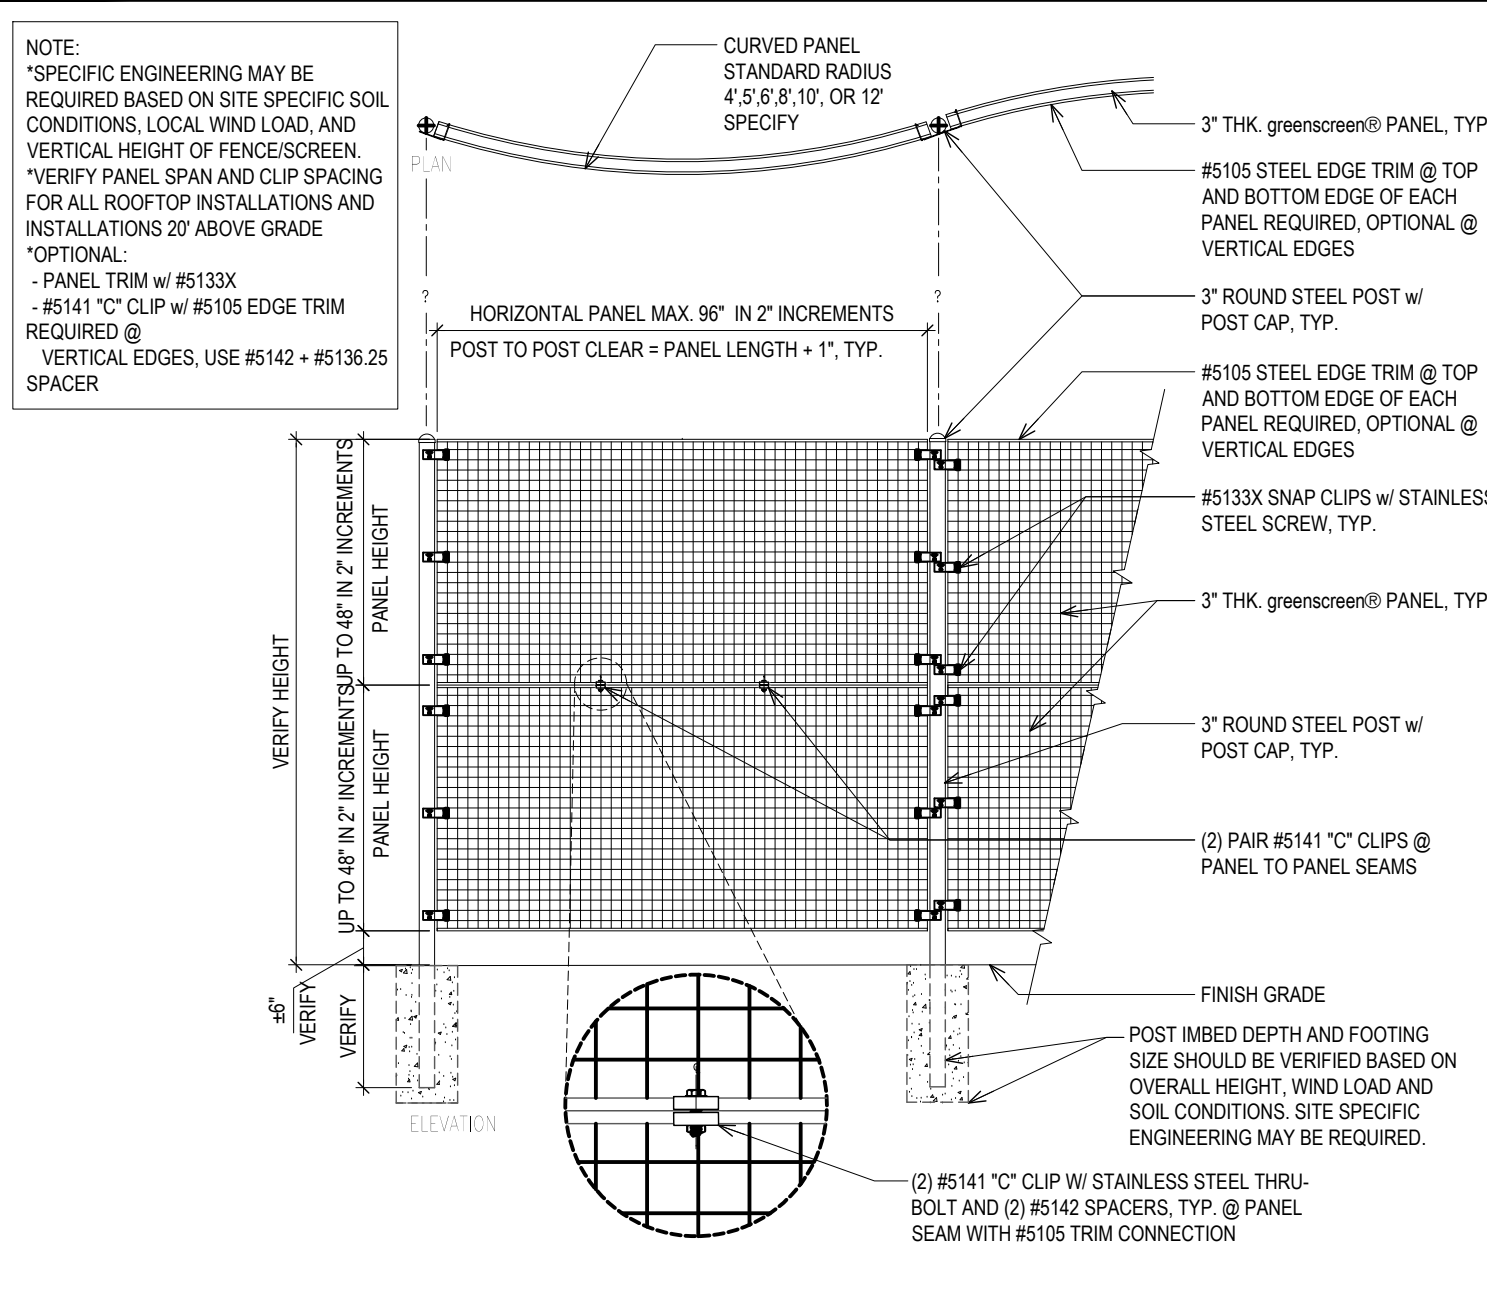 NOTE:
*SPECIFIC ENGINEERING MAY BE
REQUIRED BASED ON SITE SPECIFIC SOIL
CONDITIONS, LOCAL WIND LOAD, AND
VERTICAL HEIGHT OF FENCE/SCREEN.
*VERIFY PANEL SPAN AND CLIP SPACING
FOR ALL ROOFTOP INSTALLATIONS AND
INSTALLATIONS 20' ABOVE GRADE
*OPTIONAL:
- PANEL TRIM w/ #5133X
- #5141 "C" CLIP w/ #5105 EDGE TRIM
REQUIRED @
VERTICAL EDGES, USE #5142 + #5136.25
SPACER
CURVED PANEL
STANDARD RADIUS
4',5',6',8',10', OR 12'
SPECIFY
PLAN
3" THK. greenscreen® PANEL, TYP
#5105 STEEL EDGE TRIM @ TOP
AND BOTTOM EDGE OF EACH
PANEL REQUIRED, OPTIONAL @
VERTICAL EDGES
3" ROUND STEEL POST w/
POST CAP, TYP.
?
?
HORIZONTAL PANEL MAX. 96" IN 2" INCREMENTS
POST TO POST CLEAR = PANEL LENGTH + 1", TYP.
#5105 STEEL EDGE TRIM @ TOP
AND BOTTOM EDGE OF EACH
PANEL REQUIRED, OPTIONAL @
VERTICAL EDGES
#5133X SNAP CLIPS w/ STAINLESS
STEEL SCREW, TYP.
3" THK. greenscreen® PANEL, TYP
3" ROUND STEEL POST w/
POST CAP, TYP.
(2) PAIR #5141 "C" CLIPS @
PANEL TO PANEL SEAMS
VERIFY HEIGHT
UP TO 48" IN 2" INCREMENTS
PANEL HEIGHT
UP TO 48" IN 2" INCREMENTS
PANEL HEIGHT
±6"
VERIFY
VERIFY
FINISH GRADE
POST IMBED DEPTH AND FOOTING
SIZE SHOULD BE VERIFIED BASED ON
OVERALL HEIGHT, WIND LOAD AND
SOIL CONDITIONS. SITE SPECIFIC
ENGINEERING MAY BE REQUIRED.
ELEVATION
(2) #5141 "C" CLIP W/ STAINLESS STEEL THRU-
BOLT AND (2) #5142 SPACERS, TYP. @ PANEL
SEAM WITH #5105 TRIM CONNECTION